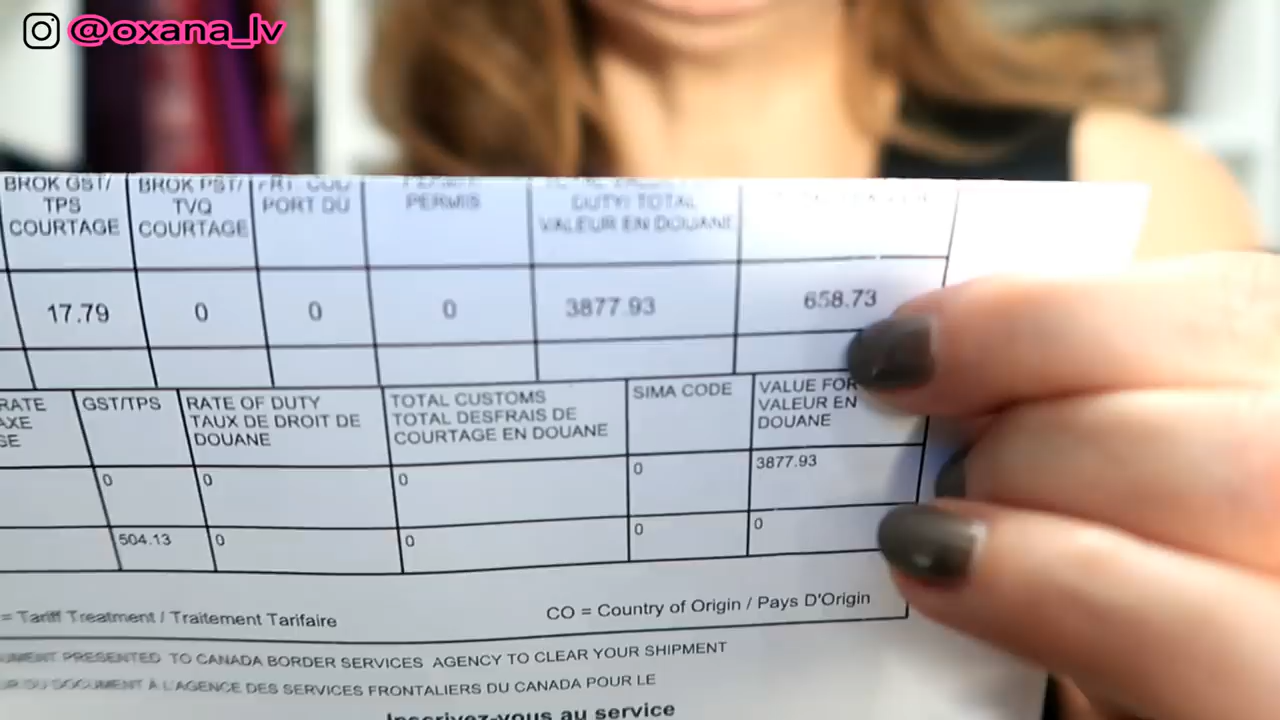 @oxana_lv
BROK GST/ BROK PST/
TPS TVQ PORT DU PERMIS DUTY/ TOTAL
COURTAGE COURTAGE VALEUR EN DOUANE
17.79 0 0 0 3877.93 658.73
RATE GST/TPS RATE OF DUTY TOTAL CUSTOMS SIMA CODE VALUE FOR
TAUX DE DROIT DE TOTAL DESFRAIS DE VALEUR EN
DOUANE COURTAGE EN DOUANE DOUANE
0 0 0 0 3877.93
504.13 0 0 0 0
= Tariff Treatment / Traitement Tarifaire CO = Country of Origin / Pays D'Origin
PRESENTED TO CANADA BORDER SERVICES AGENCY TO CLEAR YOUR SHIPMENT
DU DOCUMENT À L'AGENCE DES SERVICES FRONTALIERS DU CANADA POUR LE
Inscrivez-vous au service